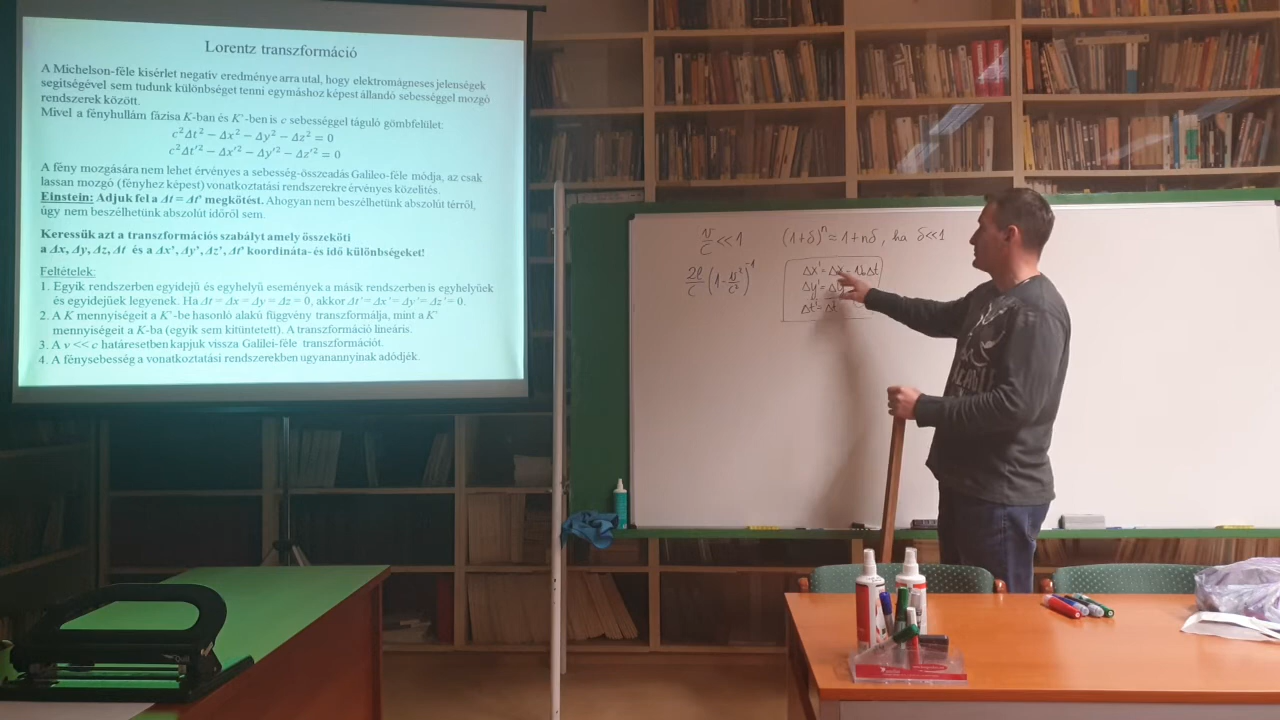 Lorentz transzformáció
A Michelson-féle kísérlet negatív eredménye arra utal, hogy elektromágneses jelenségek
segítségével sem tudunk különbséget tenni egymáshoz képest állandó sebességgel mozgó
rendszerek között.
Mivel a fényhullám fázisa K-ban és K'-ben is c sebességgel táguló gömbfelület:
c²Δt² − Δx² − Δy² − Δz² = 0
c²Δt'² − Δx'² − Δy'² − Δz'² = 0
A fény mozgására nem lehet érvényes a sebesség-összeadás Galileo-féle módja, az csak
lassan mozgó (fényhez képest) vonatkoztatási rendszerekre érvényes közelítés.
Einstein: Adjuk fel a Δt = Δt' megkötést. Ahogyan nem beszélhetünk abszolút térről,
úgy nem beszélhetünk abszolút időről sem.
Keressük azt a transzformációs szabályt amely összeköti
a Δx, Δy, Δz, Δt és a Δx', Δy', Δz', Δt' koordináta- és idő különbségeket!
Feltételek:
1. Egyik rendszerben egyidejű és egyhelyű események a másik rendszerben is egyhelyűek
és egyidejűek legyenek. Ha Δt = Δx = Δy = Δz = 0, akkor Δt' = Δx' = Δy' = Δz' = 0.
2. A K mennyiségeit a K'-be hasonló alakú függvény transzformálja, mint a K'
mennyiségeit a K-ba (egyik sem kitüntetett). A transzformáció lineáris.
3. A v << c határesetben kapjuk vissza Galilei-féle transzformációt.
4. A fénysebesség a vonatkoztatási rendszerekben ugyanannyinak adódjék.
v/c << 1 (1+δ)ⁿ ≈ 1+nδ, ha δ<<1
2l/c (1 - v²/c²)⁻¹
Δx' = Δx - v₀Δt
Δy' = Δy
Δt' = Δt